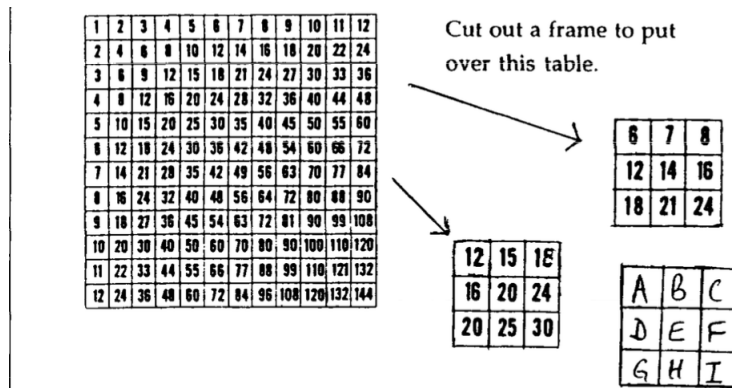 1 2 3 4 5 6 7 8 9 10 11 12
2 4 6 8 10 12 14 16 18 20 22 24
3 6 9 12 15 18 21 24 27 30 33 36
4 8 12 16 20 24 28 32 36 40 44 48
5 10 15 20 25 30 35 40 45 50 55 60
6 12 18 24 30 36 42 48 54 60 66 72
7 14 21 28 35 42 49 56 63 70 77 84
8 16 24 32 40 48 56 64 72 80 88 90
9 18 27 36 45 54 63 72 81 90 99 108
10 20 30 40 50 60 70 80 90 100 110 120
11 22 33 44 55 66 77 88 99 110 121 132
12 24 36 48 60 72 84 96 108 120 132 144
Cut out a frame to put
over this table.
6 7 8
12 14 16
18 21 24
12 15 18
16 20 24
20 25 30
A B C
D E F
G H I